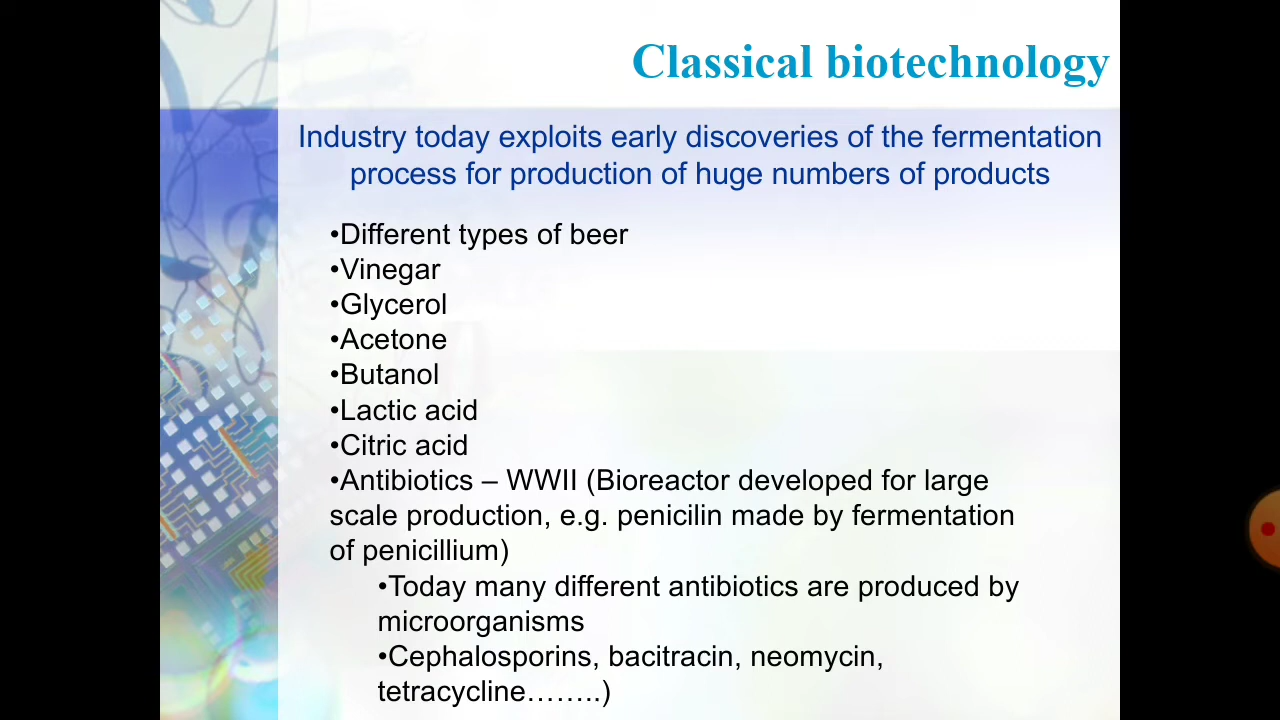 Classical biotechnology
Industry today exploits early discoveries of the fermentation
process for production of huge numbers of products
•Different types of beer
•Vinegar
•Glycerol
•Acetone
•Butanol
•Lactic acid
•Citric acid
•Antibiotics – WWII (Bioreactor developed for large
scale production, e.g. penicilin made by fermentation
of penicillium)
•Today many different antibiotics are produced by
microorganisms
•Cephalosporins, bacitracin, neomycin,
tetracycline……..)